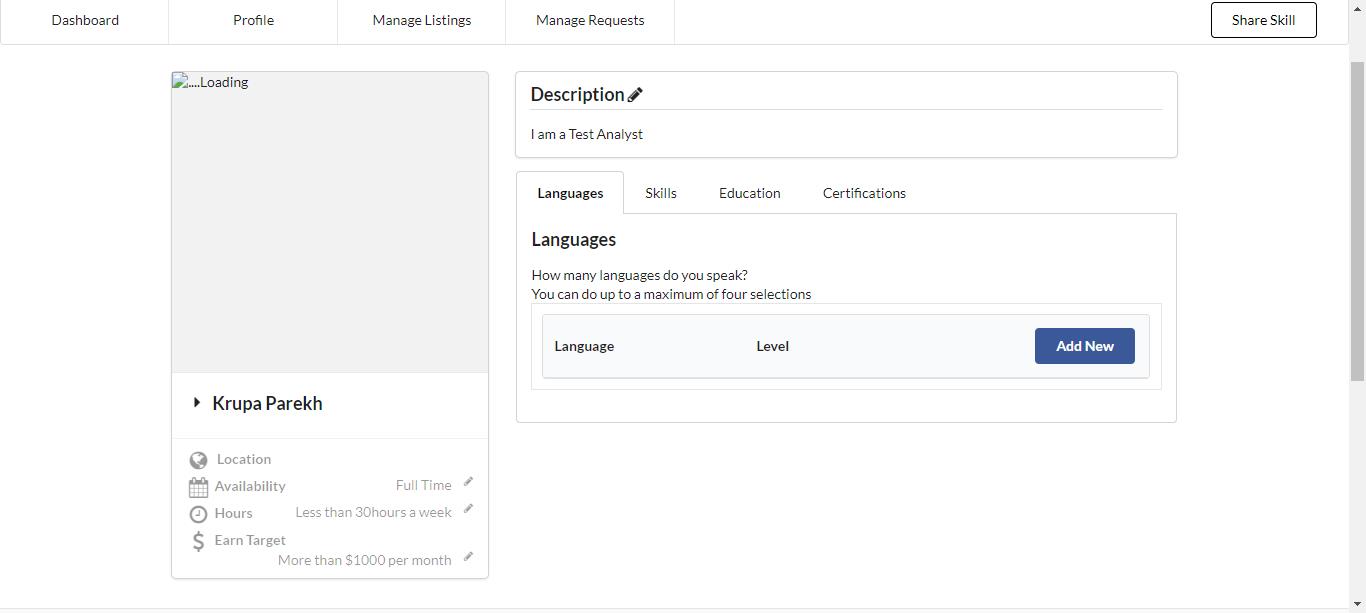 Dashboard Profile Manage Listings Manage Requests Share Skill
....Loading
Krupa Parekh
Location
Availability Full Time
Hours Less than 30hours a week
Earn Target
More than $1000 per month
Description
I am a Test Analyst
Languages Skills Education Certifications
Languages
How many languages do you speak?
You can do up to a maximum of four selections
Language Level Add New